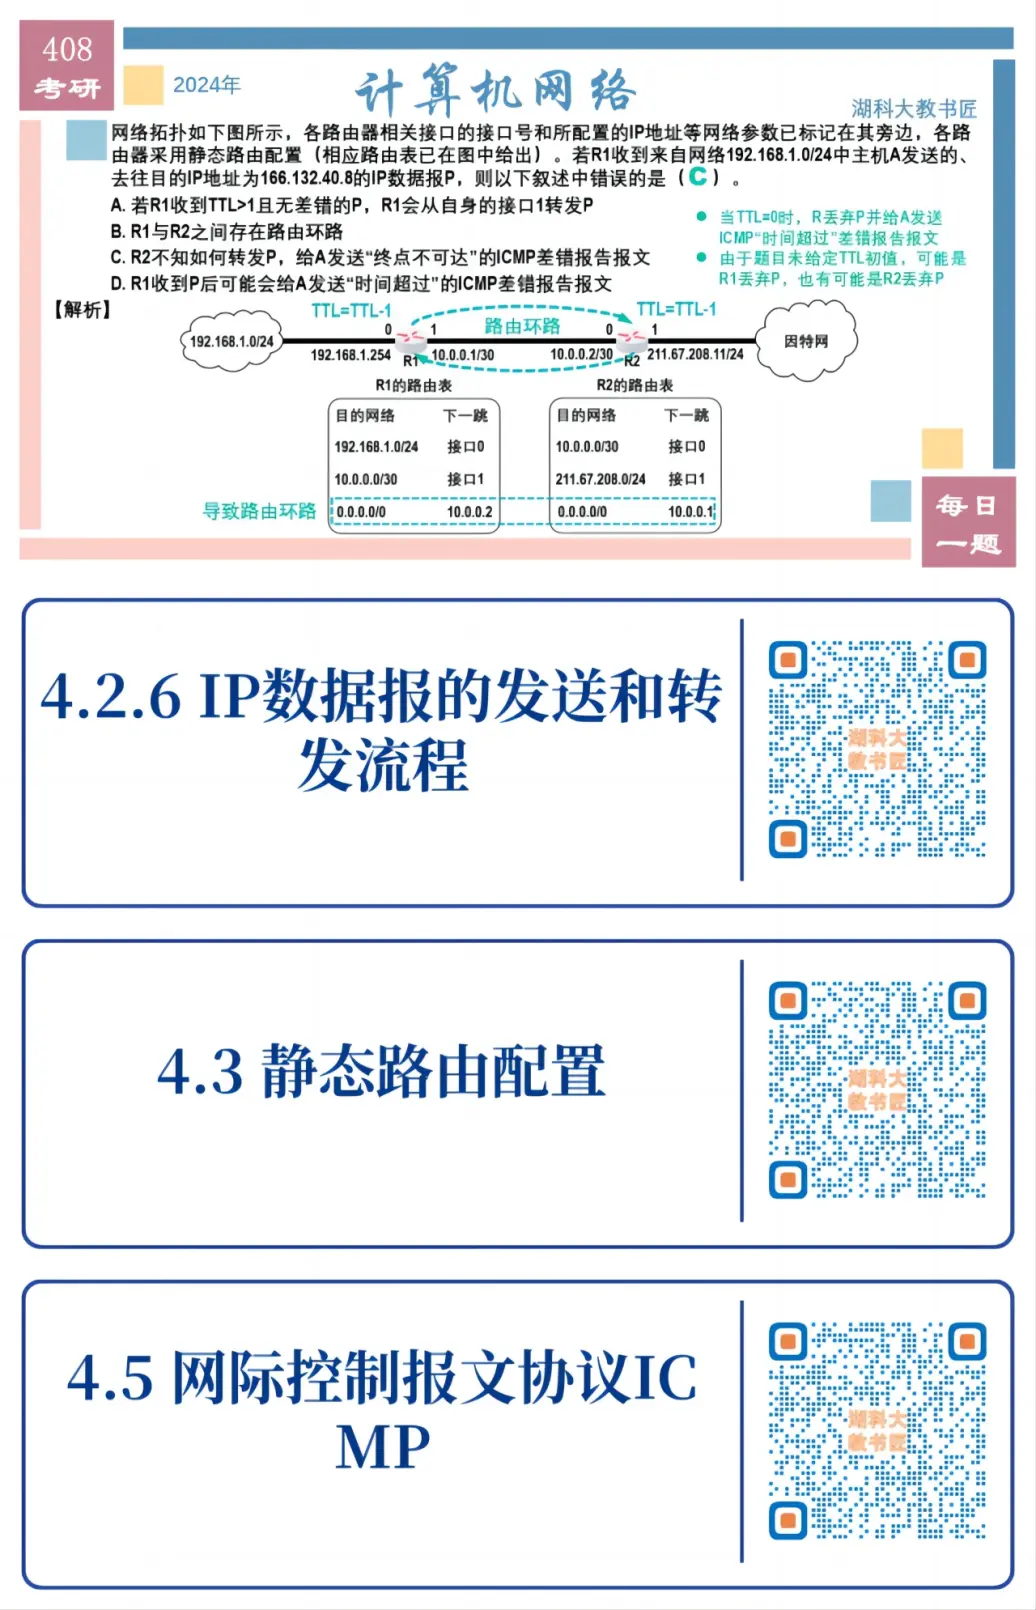 408
考研
2024年
计算机网络
湖科大教书匠
网络拓扑如下图所示，各路由器相关接口的接口号和所配置的IP地址等网络参数已标记在其旁边，各路
由器采用静态路由配置（相应路由表已在图中给出）。若R1收到来自网络192.168.1.0/24中主机A发送的、
去往目的IP地址为166.132.40.8的IP数据报P，则以下叙述中错误的是（C）。
A. 若R1收到TTL>1且无差错的P，R1会从自身的接口1转发P
B. R1与R2之间存在路由环路
C. R2不知如何转发P，给A发送“终点不可达”的ICMP差错报告报文
D. R1收到P后可能会给A发送“时间超过”的ICMP差错报告报文
● 当TTL=0时，R丢弃P并给A发送
ICMP“时间超过”差错报告报文
● 由于题目未给定TTL初值，可能是
R1丢弃P，也有可能是R2丢弃P
【解析】
TTL=TTL-1
TTL=TTL-1
0 1 路由环路 0 1
192.168.1.0/24
因特网
192.168.1.254 R1 10.0.0.1/30 10.0.0.2/30 R2 211.67.208.11/24
R1的路由表
R2的路由表
目的网络 下一跳
192.168.1.0/24 接口0
10.0.0.0/30 接口1
0.0.0.0/0 10.0.0.2
目的网络 下一跳
10.0.0.0/30 接口0
211.67.208.0/24 接口1
0.0.0.0/0 10.0.0.1
导致路由环路
每日
一题
4.2.6 IP数据报的发送和转
发流程
湖科大
教书匠
4.3 静态路由配置
湖科大
教书匠
4.5 网际控制报文协议IC
MP
湖科大
教书匠